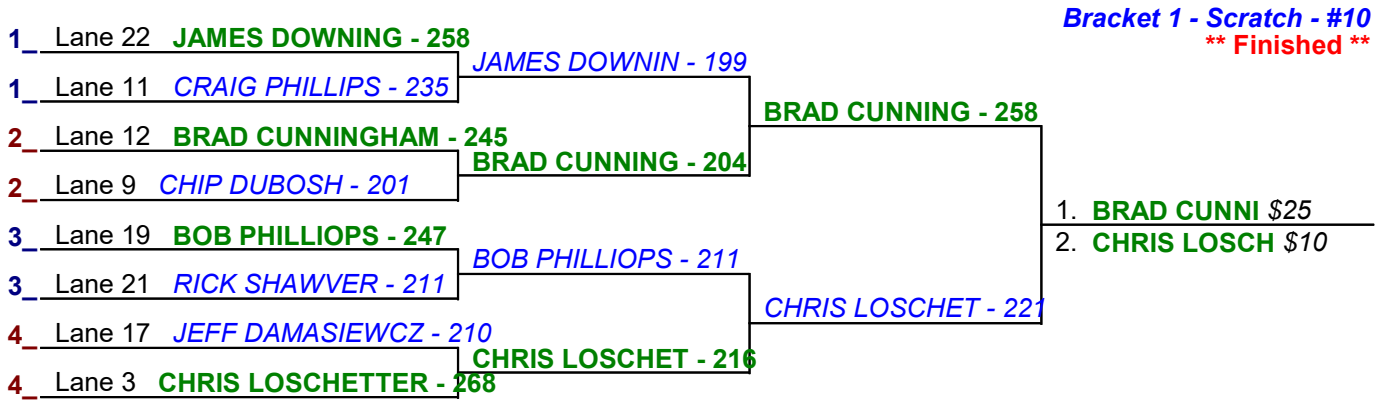 Bracket 1 - Scratch - #10
** Finished **
1_ Lane 22 JAMES DOWNING - 258
JAMES DOWNIN - 199
1_ Lane 11 CRAIG PHILLIPS - 235
BRAD CUNNING - 258
2_ Lane 12 BRAD CUNNINGHAM - 245
BRAD CUNNING - 204
2_ Lane 9 CHIP DUBOSH - 201
1. BRAD CUNNI $25
3_ Lane 19 BOB PHILLIOPS - 247
2. CHRIS LOSCH $10
BOB PHILLIOPS - 211
3_ Lane 21 RICK SHAWVER - 211
CHRIS LOSCHET - 221
4_ Lane 17 JEFF DAMASIEWCZ - 210
CHRIS LOSCHET - 216
4_ Lane 3 CHRIS LOSCHETTER - 268